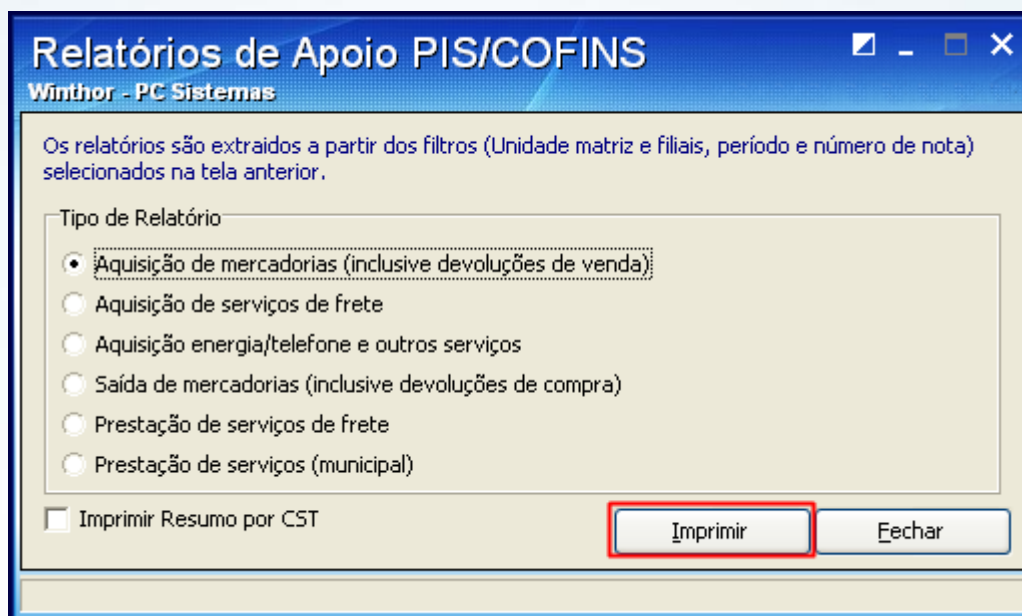 Relatórios de Apoio PIS/COFINS
Winthor - PC Sistemas
Os relatórios são extraidos a partir dos filtros (Unidade matriz e filiais, período e número de nota)
selecionados na tela anterior.
Tipo de Relatório
Aquisição de mercadorias (inclusive devoluções de venda)
Aquisição de serviços de frete
Aquisição energia/telefone e outros serviços
Saída de mercadorias (inclusive devoluções de compra)
Prestação de serviços de frete
Prestação de serviços (municipal)
Imprimir Resumo por CST
Imprimir
Fechar